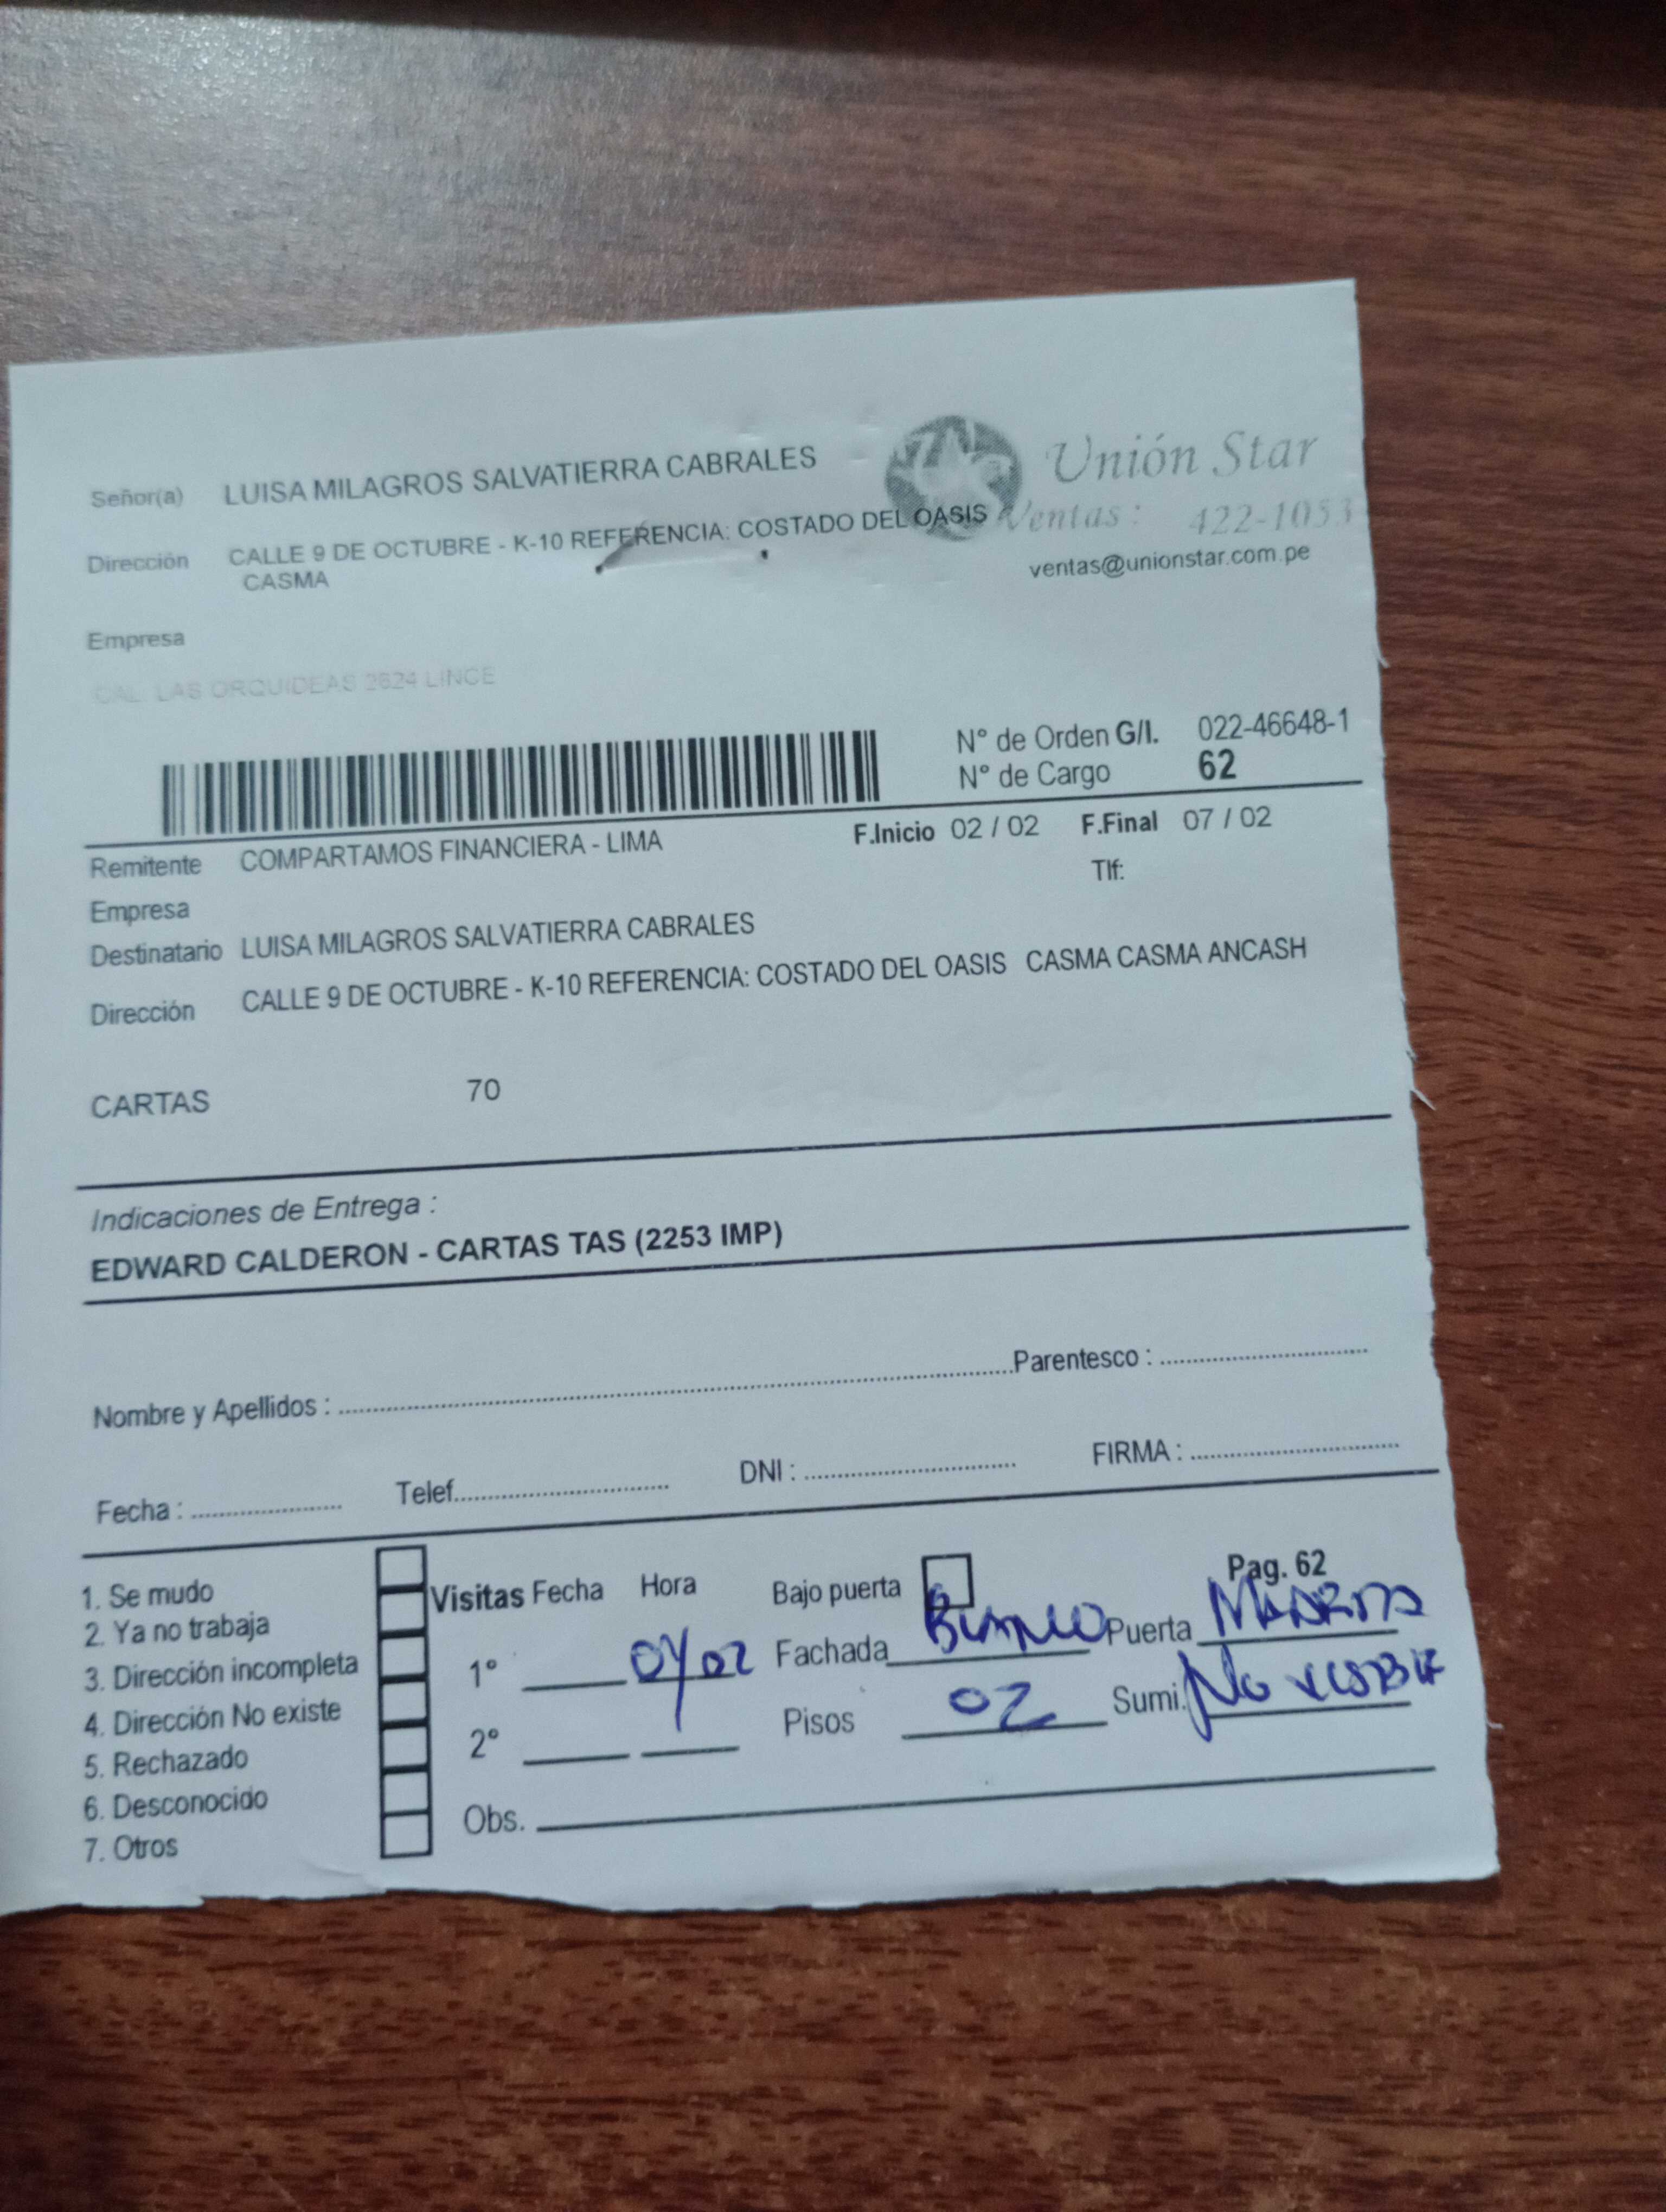 Unión Star
Señor(a) LUISA MILAGROS SALVATIERRA CABRALES
Ventas: 422-1053
Dirección CALLE 9 DE OCTUBRE - K-10 REFERENCIA: COSTADO DEL OASIS
CASMA
ventas@unionstar.com.pe
Empresa
CAL. LAS ORQUIDEAS 2624 LINCE
N° de Orden G/I. 022-46648-1
N° de Cargo 62
Remitente COMPARTAMOS FINANCIERA - LIMA F.Inicio 02 / 02 F.Final 07 / 02
Empresa Tlf:
Destinatario LUISA MILAGROS SALVATIERRA CABRALES
Dirección CALLE 9 DE OCTUBRE - K-10 REFERENCIA: COSTADO DEL OASIS CASMA CASMA ANCASH
CARTAS 70
Indicaciones de Entrega :
EDWARD CALDERON - CARTAS TAS (2253 IMP)
Nombre y Apellidos : Parentesco :
Fecha : Telef. DNI : FIRMA :
Pag. 62
1. Se mudo Visitas Fecha Hora Bajo puerta
2. Ya no trabaja
3. Dirección incompleta 1° Fachada Blanco Puerta
4. Dirección No existe Pisos 02 Sumi. No visible
5. Rechazado 2°
6. Desconocido Obs.
7. Otros